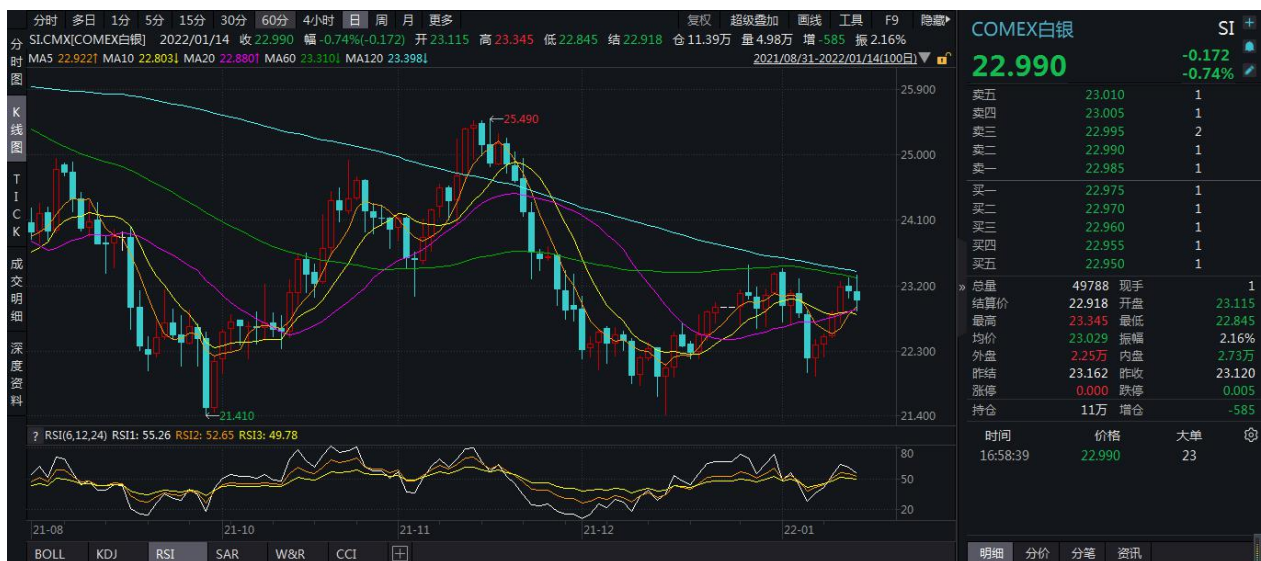 分时 多日 1分 5分 15分 30分 60分 4小时 日 周 月 更多 复权 超级叠加 画线 工具 F9 隐藏
SI.CMX[COMEX白银] 2022/01/14 收22.990 幅-0.74%(-0.172) 开23.115 高23.345 低22.845 结22.918 仓11.39万 量4.98万 增-585 振2.16%
MA5 22.922↑ MA10 22.803↓ MA20 22.880↑ MA60 23.310↓ MA120 23.398↓ 2021/08/31-2022/01/14(100日)
分时图
K线图
TICK
成交明细
深度资料
25.900
25.490
25.000
24.100
23.200
22.300
21.400
21.410
? RSI(6,12,24) RSI1: 55.26 RSI2: 52.65 RSI3: 49.78
80
50
20
21-08 21-10 21-11 21-12 22-01
BOLL KDJ RSI SAR W&R CCI
COMEX白银 SI
22.990 -0.172
-0.74%
卖五 23.010 1
卖四 23.005 1
卖三 22.995 2
卖二 22.990 1
卖一 22.985 1
买一 22.975 1
买二 22.970 1
买三 22.960 1
买四 22.955 1
买五 22.950 1
总量 49788 现手 1
结算价 22.918 开盘 23.115
最高 23.345 最低 22.845
均价 23.029 振幅 2.16%
外盘 2.25万 内盘 2.73万
昨结 23.162 昨收 23.120
涨停 0.000 跌停 0.005
持仓 11万 增仓 -585
时间 价格 大单
16:58:39 22.990 23
明细 分价 分笔 资讯